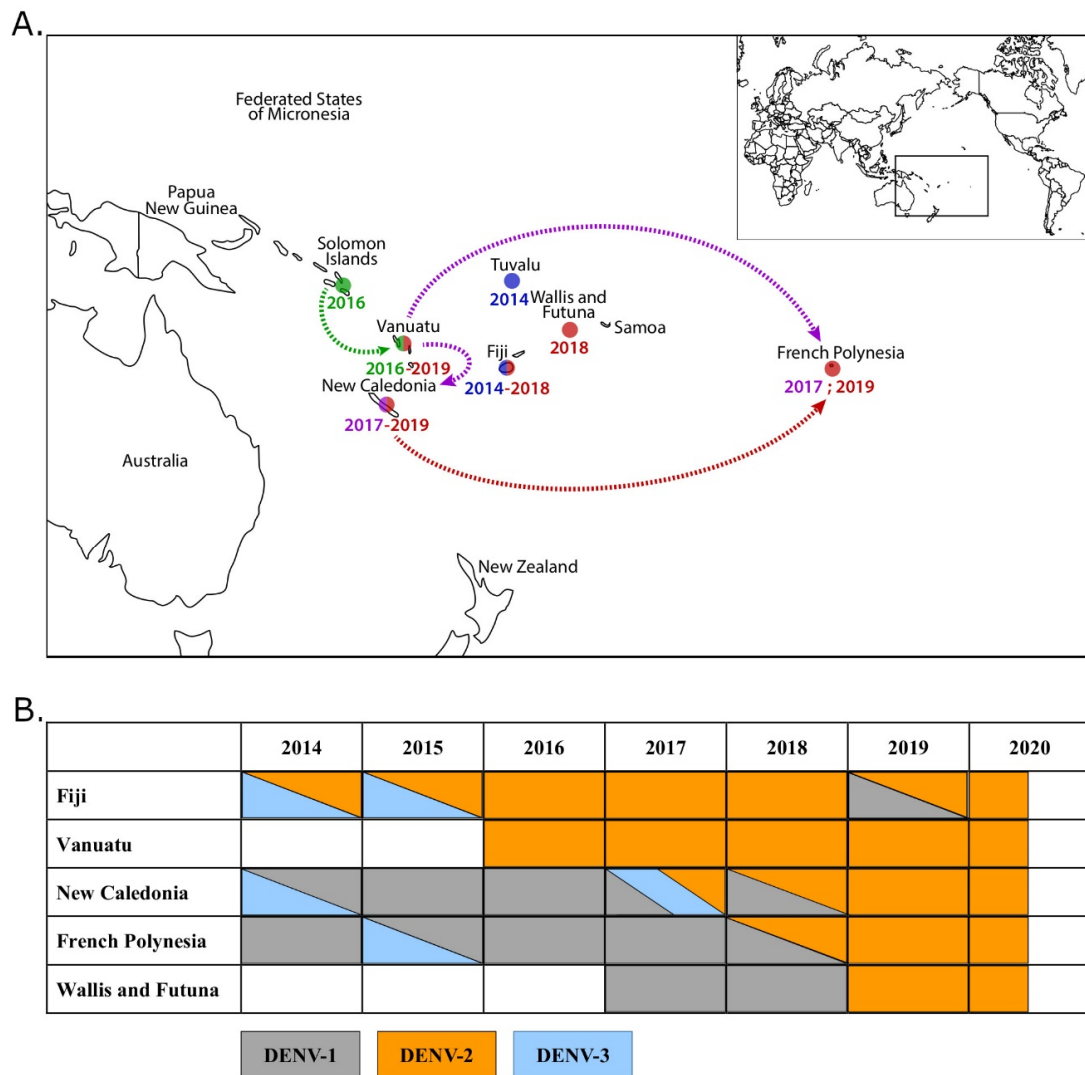 A.
Federated States
of Micronesia
Papua
New Guinea
Solomon
Islands
2016
Tuvalu
2014
Wallis and
Futuna
2018
Samoa
Vanuatu
2016-2019
Fiji
2014-2018
French Polynesia
2017 ; 2019
New Caledonia
2017-2019
Australia
New Zealand
B.
2014 2015 2016 2017 2018 2019 2020
Fiji
Vanuatu
New Caledonia
French Polynesia
Wallis and Futuna
DENV-1 DENV-2 DENV-3